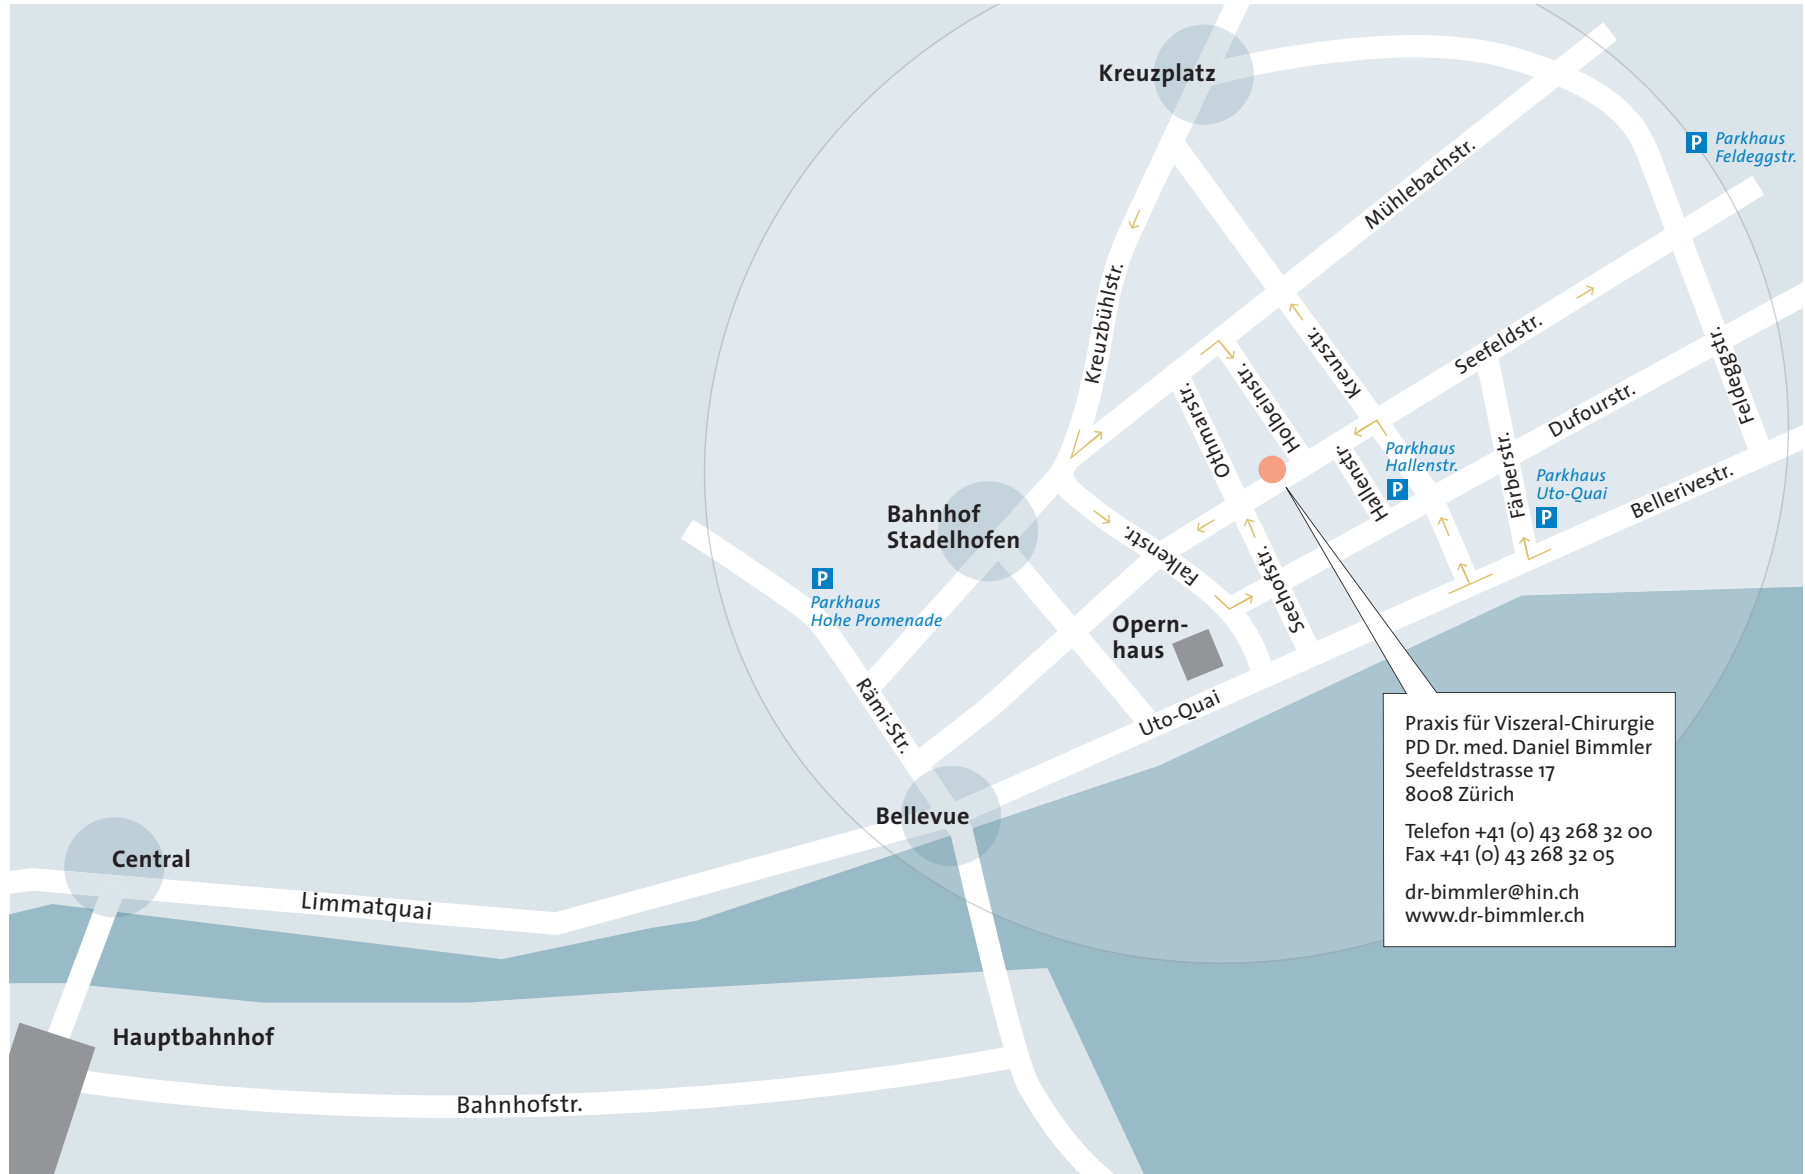 Kreuzplatz
P
Parkhaus
Feldeggstr.
Mühlebachstr.
Kreuzbühlstr.
Kreuzstr.
Seefeldstr.
Feldeggstr.
Holbeinstr.
Othmarstr.
Dufourstr.
Parkhaus
Hallenstr.
P
Hallenstr.
Färberstr.
Parkhaus
Uto-Quai
P
Bellerivestr.
Bahnhof
Stadelhofen
Falkenstr.
Seehofstr.
P
Parkhaus
Hohe Promenade
Opern-
haus
Rämi-Str.
Uto-Quai
Praxis für Viszeral-Chirurgie
PD Dr. med. Daniel Bimmler
Seefeldstrasse 17
8008 Zürich
Telefon +41 (0) 43 268 32 00
Fax +41 (0) 43 268 32 05
dr-bimmler@hin.ch
www.dr-bimmler.ch
Bellevue
Central
Limmatquai
Hauptbahnhof
Bahnhofstr.